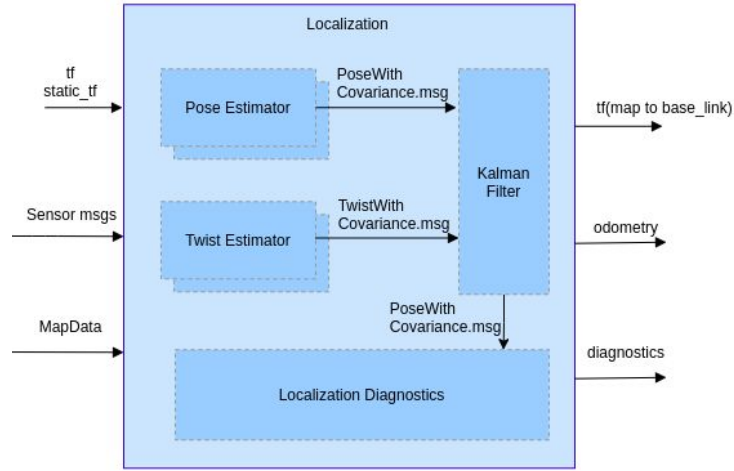 Localization
tf
static_tf
Pose Estimator
PoseWith
Covariance.msg
Kalman
Filter
tf(map to base_link)
Sensor msgs
Twist Estimator
TwistWith
Covariance.msg
odometry
MapData
PoseWith
Covariance.msg
Localization Diagnostics
diagnostics